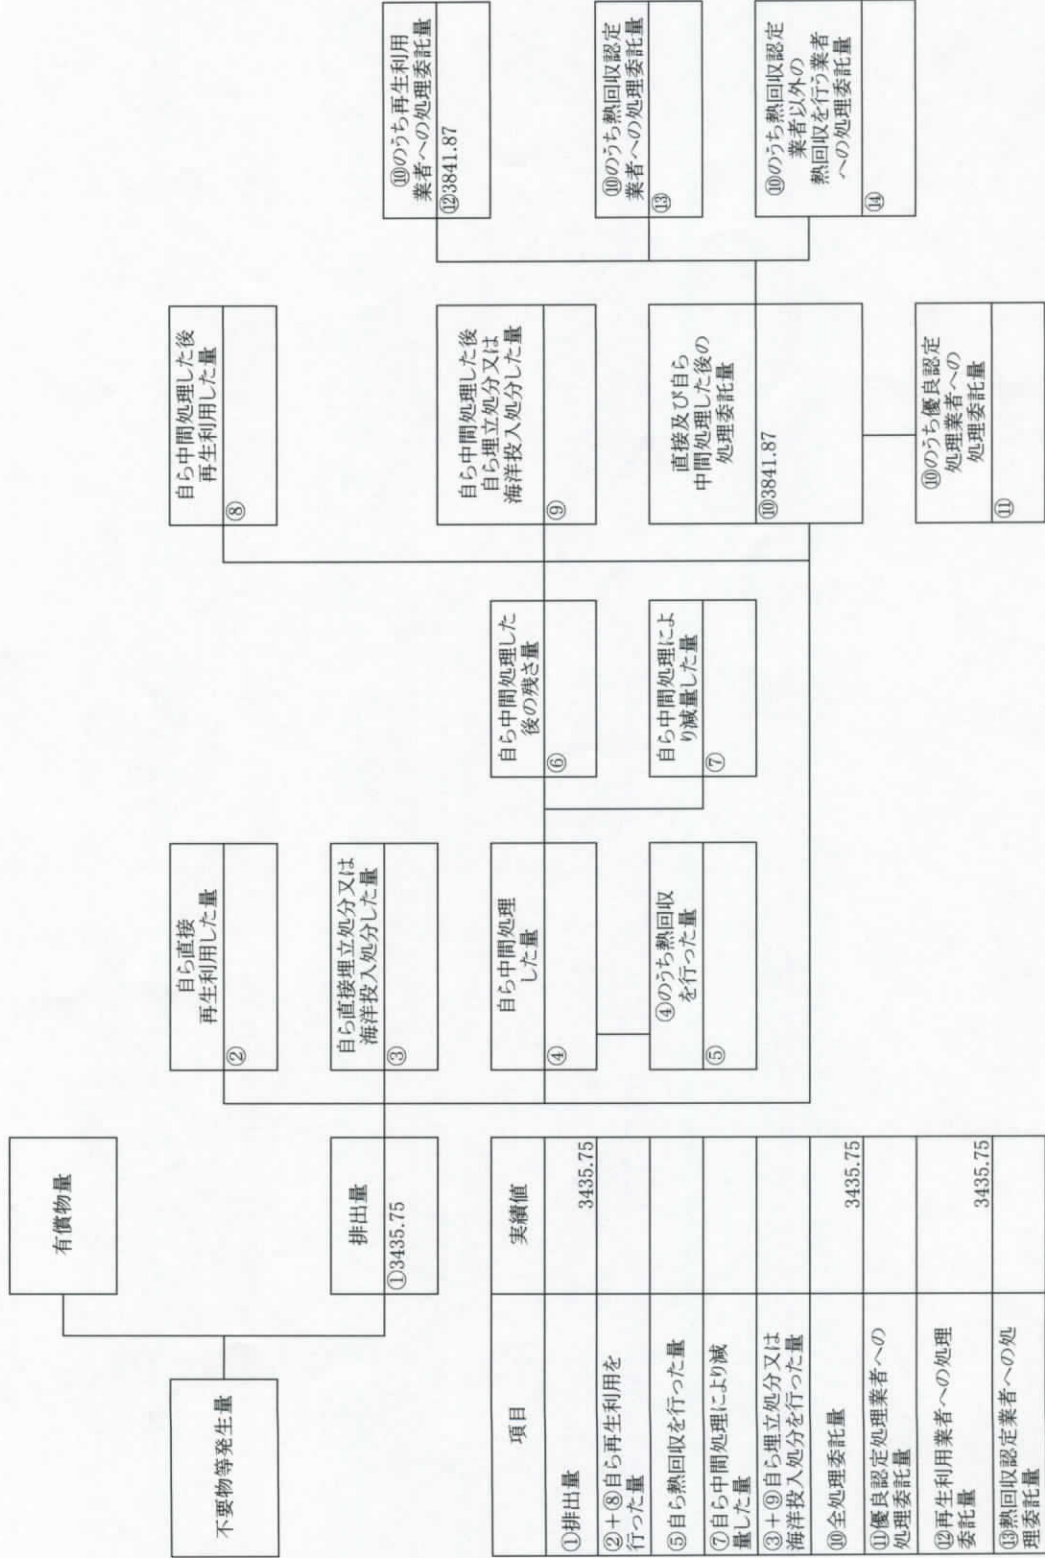 不要物等発生量
有償物量
排出量
①3435.75
自ら直接
再生利用した量
②
自ら直接埋立処分又は
海洋投入処分した量
③
自ら中間処理
した量
④
④のうち熱回収
を行った量
⑤
自ら中間処理した
後の残さ量
⑥
自ら中間処理によ
り減量した量
⑦
自ら中間処理した後
再生利用した量
⑧
自ら中間処理した後
自ら埋立処分又は
海洋投入処分した量
⑨
直接及び自ら
中間処理した後の
処理委託量
⑩3841.87
⑩のうち優良認定
処理業者への
処理委託量
⑪
⑩のうち再生利用
業者への処理委託量
⑫3841.87
⑩のうち熱回収認定
業者への処理委託量
⑬
⑩のうち熱回収認定
業者以外の
熱回収を行う業者
への処理委託量
⑭
項目 実績値
①排出量 3435.75
②+⑧自ら再生利用を
行った量
⑤自ら熱回収を行った量
⑦自ら中間処理により減
量した量
③+⑨自ら埋立処分又は
海洋投入処分を行った量
⑩全処理委託量 3435.75
⑪優良認定処理業者への
処理委託量
⑫再生利用業者への処理
委託量 3435.75
⑬熱回収認定業者への処
理委託量